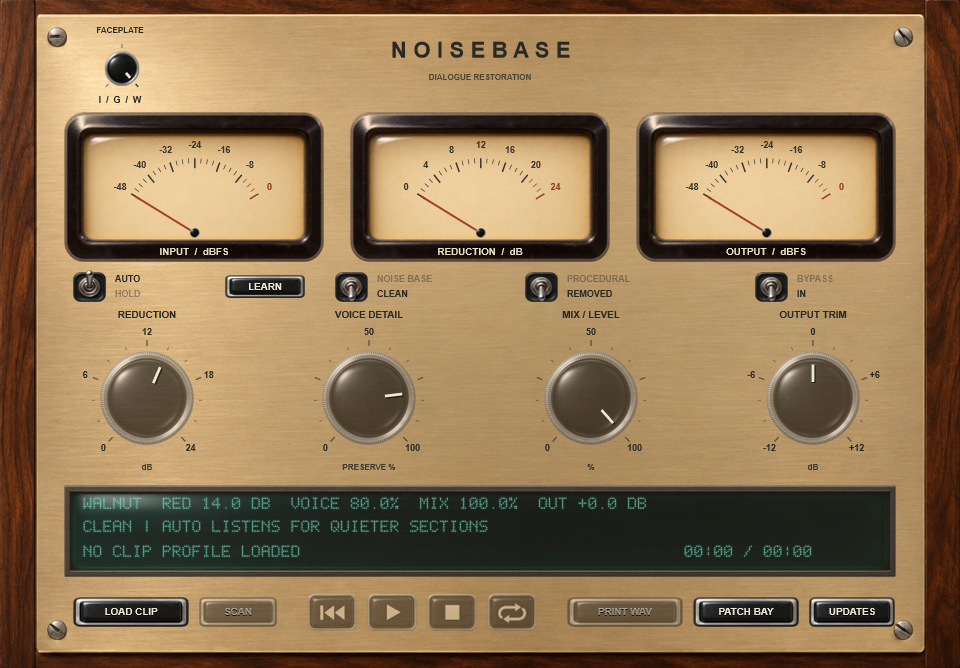 FACEPLATE
I / G / W
NOISEBASE
DIALOGUE RESTORATION
-48 -40 -32 -24 -16 -8 0
INPUT / dBFS
0 4 8 12 16 20 24
REDUCTION / dB
-48 -40 -32 -24 -16 -8 0
OUTPUT / dBFS
AUTO
HOLD
LEARN
NOISE BASE
CLEAN
PROCEDURAL
REMOVED
BYPASS
IN
REDUCTION
0 6 12 18 24
dB
VOICE DETAIL
0 50 100
PRESERVE %
MIX / LEVEL
0 50 100
%
OUTPUT TRIM
-12 -6 0 +6 +12
dB
WALNUT RED 14.0 DB VOICE 80.0% MIX 100.0% OUT +0.0 DB
CLEAN | AUTO LISTENS FOR QUIETER SECTIONS
NO CLIP PROFILE LOADED 00:00 / 00:00
LOAD CLIP
SCAN
PRINT WAV
PATCH BAY
UPDATES